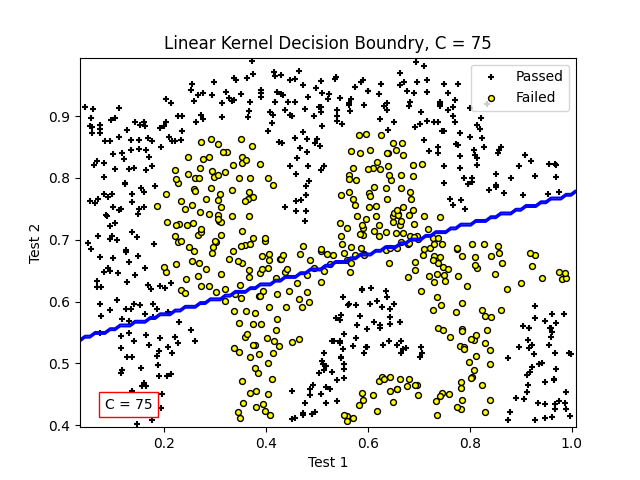 Linear Kernel Decision Boundry, C = 75
Passed
Failed
Test 2
0.9
0.8
0.7
0.6
0.5
0.4
C = 75
0.2
0.4
0.6
0.8
1.0
Test 1